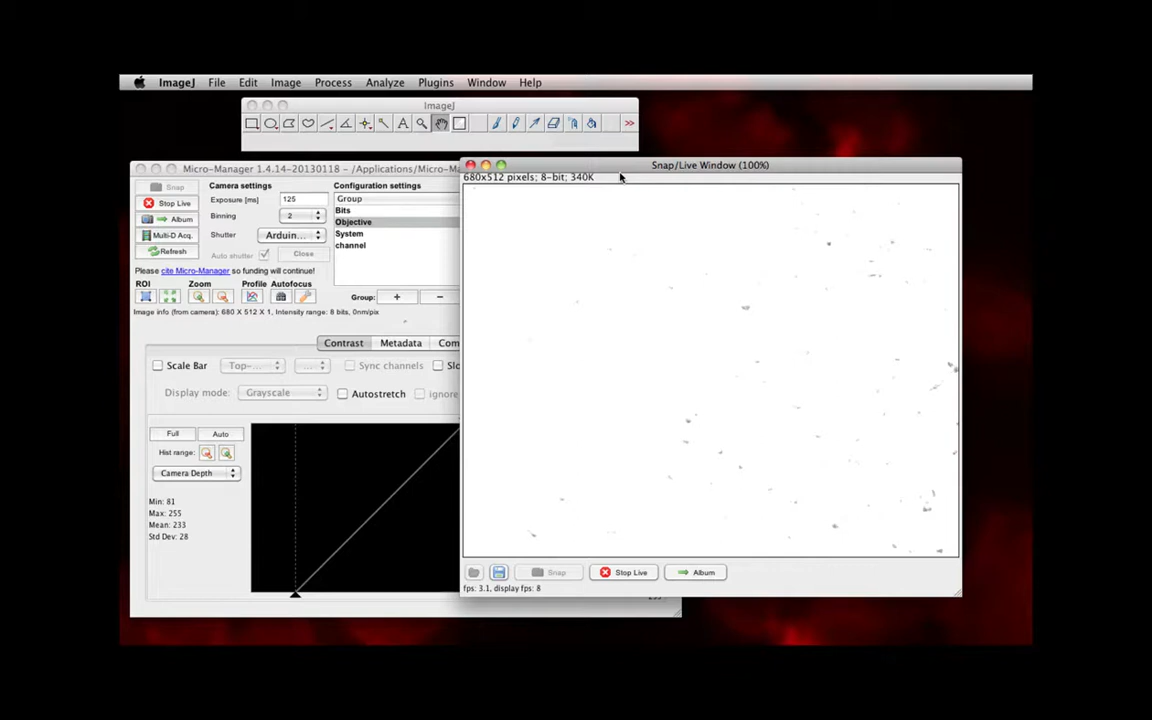 ImageJ File Edit Image Process Analyze Plugins Window Help
ImageJ
Micro-Manager 1.4.14-20130118 - /Applications/Micro-Ma
Snap/Live Window (100%)
680x512 pixels; 8-bit; 340K
Snap
Stop Live
Album
Multi-D Acq.
Refresh
Camera settings
Exposure [ms] 125
Binning 2
Shutter Arduin...
Auto shutter Close
Configuration settings
Group
Bits
Objective
System
channel
Please cite Micro-Manager so funding will continue!
ROI Zoom Profile Autofocus
Group: + −
Image info (from camera): 680 X 512 X 1, Intensity range: 8 bits, 0nm/pix
Contrast Metadata Com
Scale Bar Top-... ... Sync channels Slo
Display mode: Grayscale Autostretch ignore
Full Auto
Hist range:
Camera Depth
Min: 81
Max: 255
Mean: 233
Std Dev: 28
Snap Stop Live Album
fps: 3.1, display fps: 8